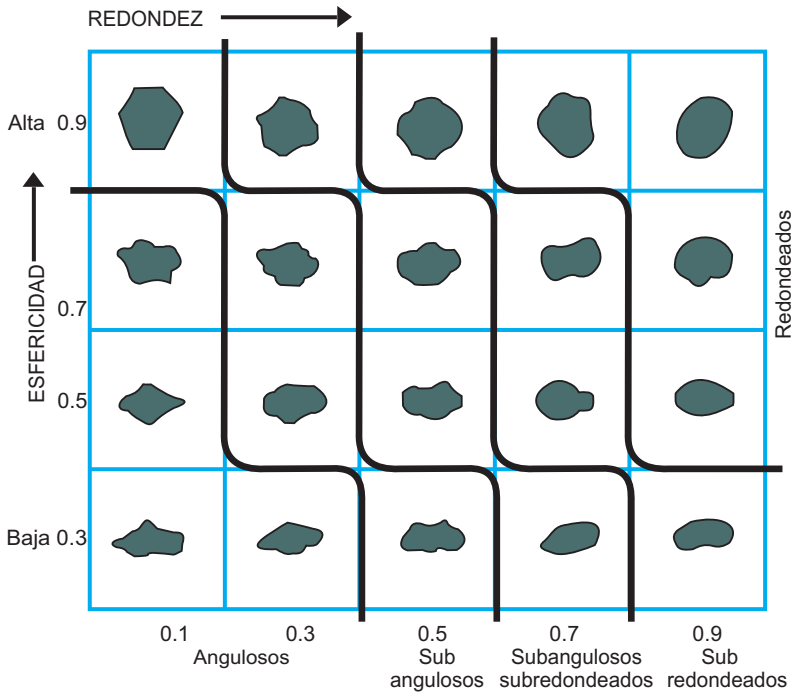 REDONDEZ
Alta 0.9
ESFERICIDAD
0.7
0.5
Baja 0.3
Redondeados
0.1 0.3 0.5 0.7 0.9
Angulosos
Sub
angulosos
Subangulosos
subredondeados
Sub
redondeados